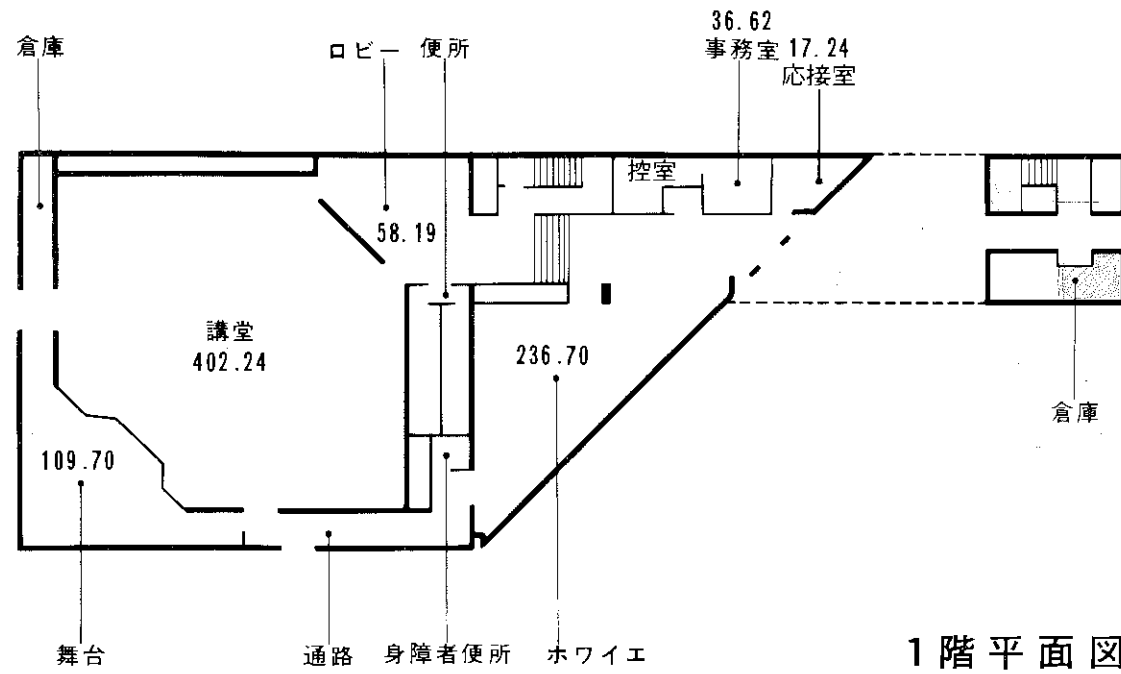 倉庫
ロビー
便所
36.62
事務室
17.24
応接室
控室
58.19
講堂
402.24
236.70
109.70
倉庫
舞台
通路
身障者便所
ホワイエ
1階平面図